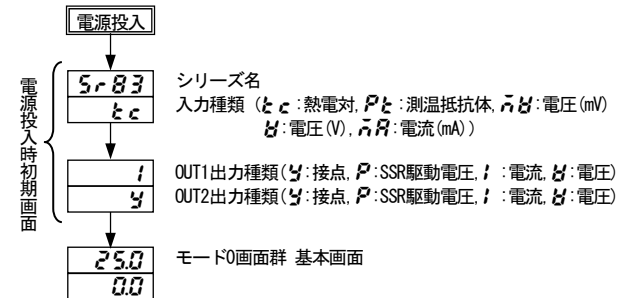 電源投入
電源投入時初期画面
Sr83
tc
シリーズ名
入力種類 (tc:熱電対, Pt:測温抵抗体, mV:電圧(mV)
V:電圧(V), mA:電流(mA))
I
Y
OUT1出力種類(Y:接点, P:SSR駆動電圧, I:電流, V:電圧)
OUT2出力種類(Y:接点, P:SSR駆動電圧, I:電流, V:電圧)
25.0
0.0
モード0画面群 基本画面